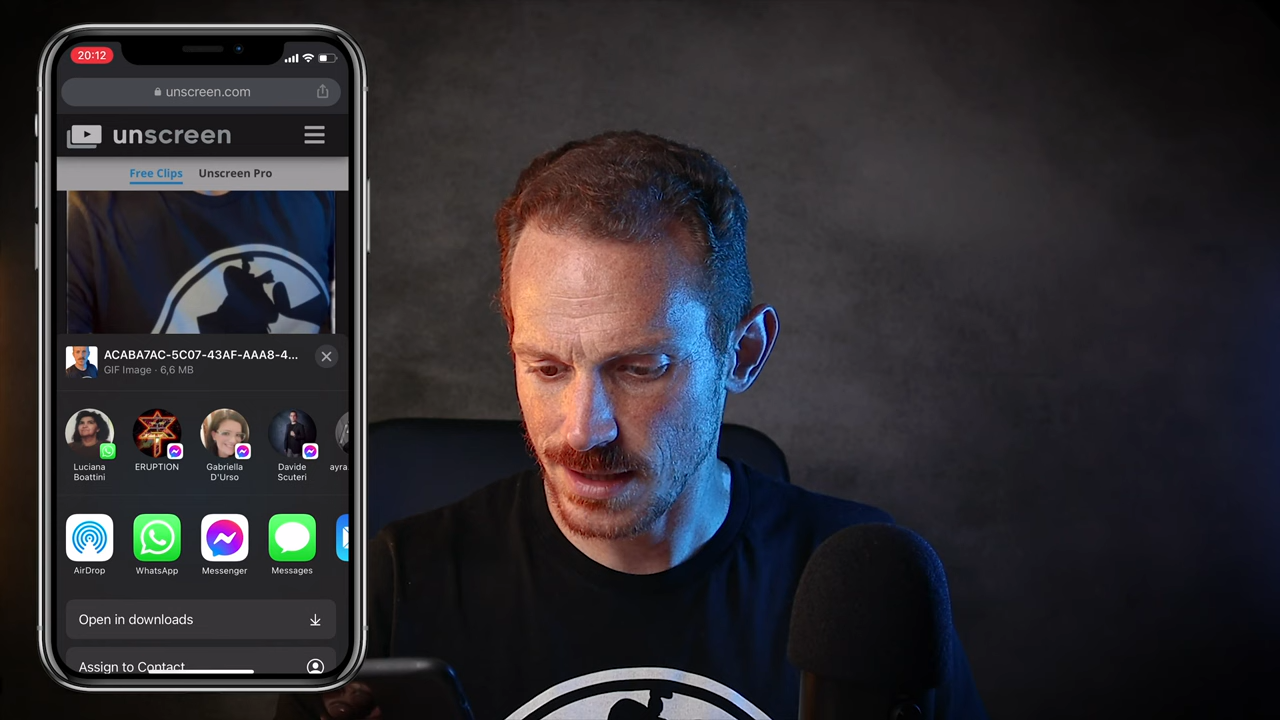 20:12
unscreen.com
unscreen
Free Clips Unscreen Pro
ACABA7AC-5C07-43AF-AAA8-4...
GIF Image · 6,6 MB
Luciana Boattini
ERUPTION
Gabriella D'Urso
Davide Scuteri
ayra.
AirDrop WhatsApp Messenger Messages
Open in downloads
Assign to Contact